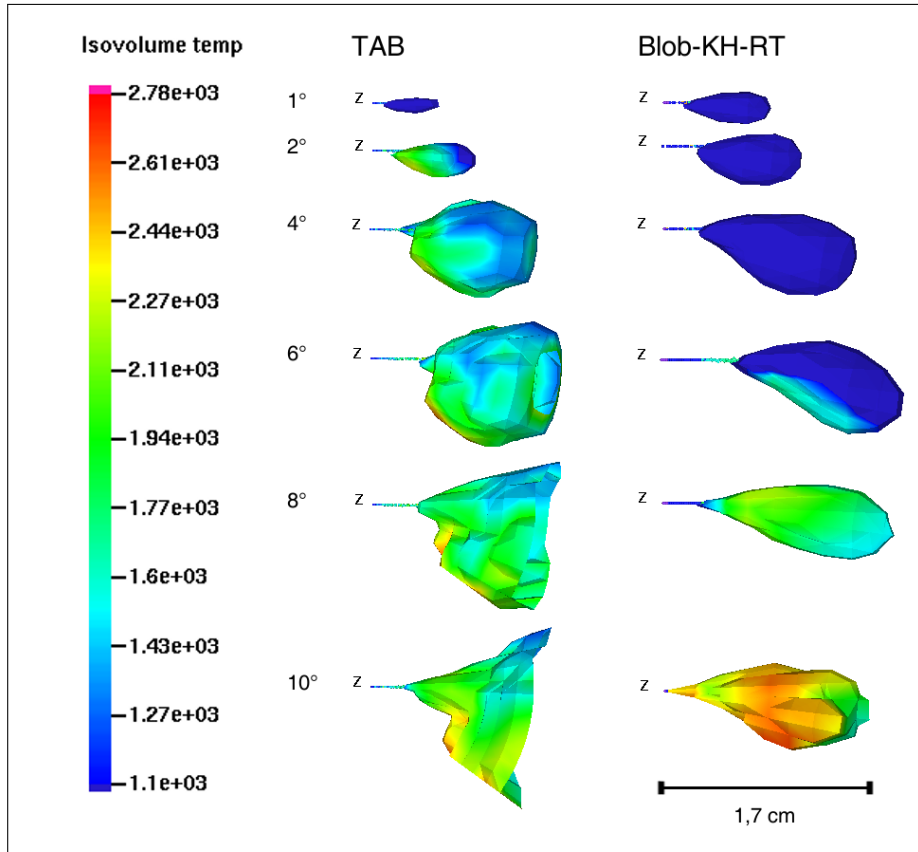 Isovolume temp
TAB
Blob-KH-RT
2.78e+03
2.61e+03
2.44e+03
2.27e+03
2.11e+03
1.94e+03
1.77e+03
1.6e+03
1.43e+03
1.27e+03
1.1e+03
1° Z Z
2° Z Z
4° Z Z
6° Z Z
8° Z Z
10° Z Z
1,7 cm